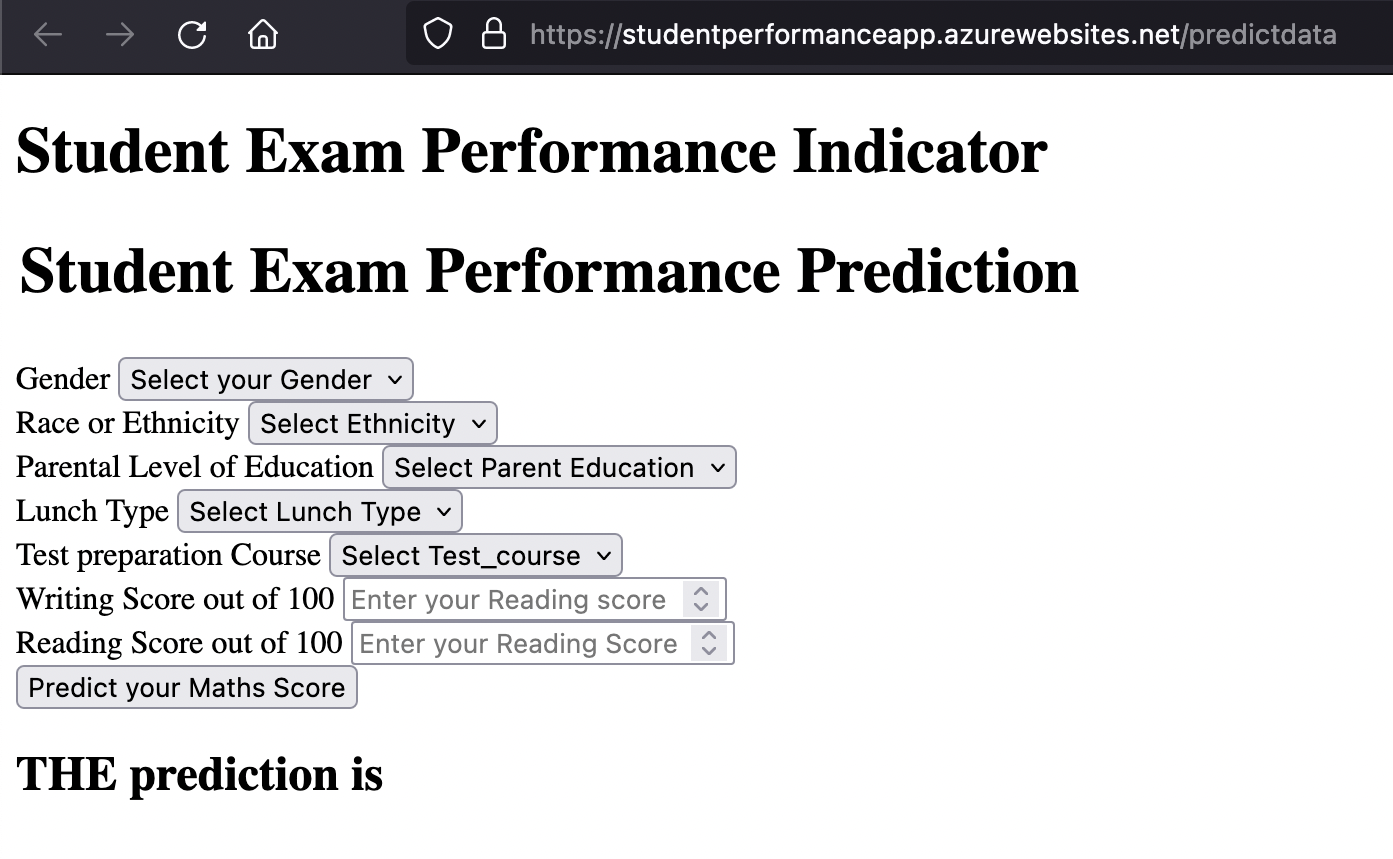 https://studentperformanceapp.azurewebsites.net/predictdata
Student Exam Performance Indicator
Student Exam Performance Prediction
Gender Select your Gender
Race or Ethnicity Select Ethnicity
Parental Level of Education Select Parent Education
Lunch Type Select Lunch Type
Test preparation Course Select Test_course
Writing Score out of 100 Enter your Reading score
Reading Score out of 100 Enter your Reading Score
Predict your Maths Score
THE prediction is